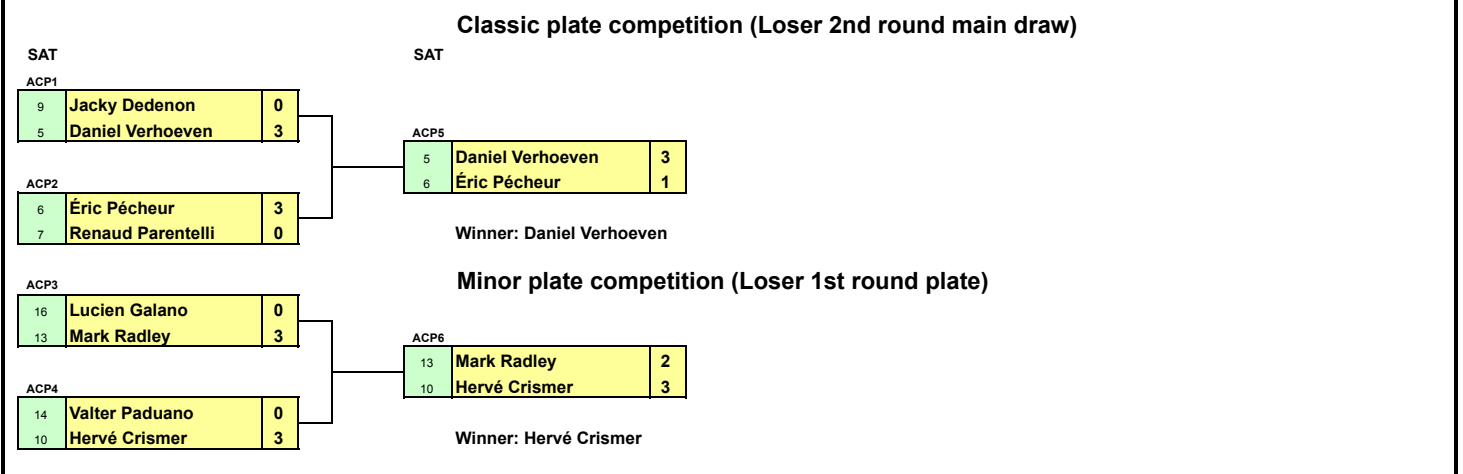 Classic plate competition (Loser 2nd round main draw)
SAT SAT
ACP1
9 Jacky Dedenon 0
5 Daniel Verhoeven 3
ACP5
5 Daniel Verhoeven 3
6 Éric Pécheur 1
ACP2
6 Éric Pécheur 3
7 Renaud Parentelli 0
Winner: Daniel Verhoeven
Minor plate competition (Loser 1st round plate)
ACP3
16 Lucien Galano 0
13 Mark Radley 3
ACP6
13 Mark Radley 2
10 Hervé Crismer 3
ACP4
14 Valter Paduano 0
10 Hervé Crismer 3
Winner: Hervé Crismer